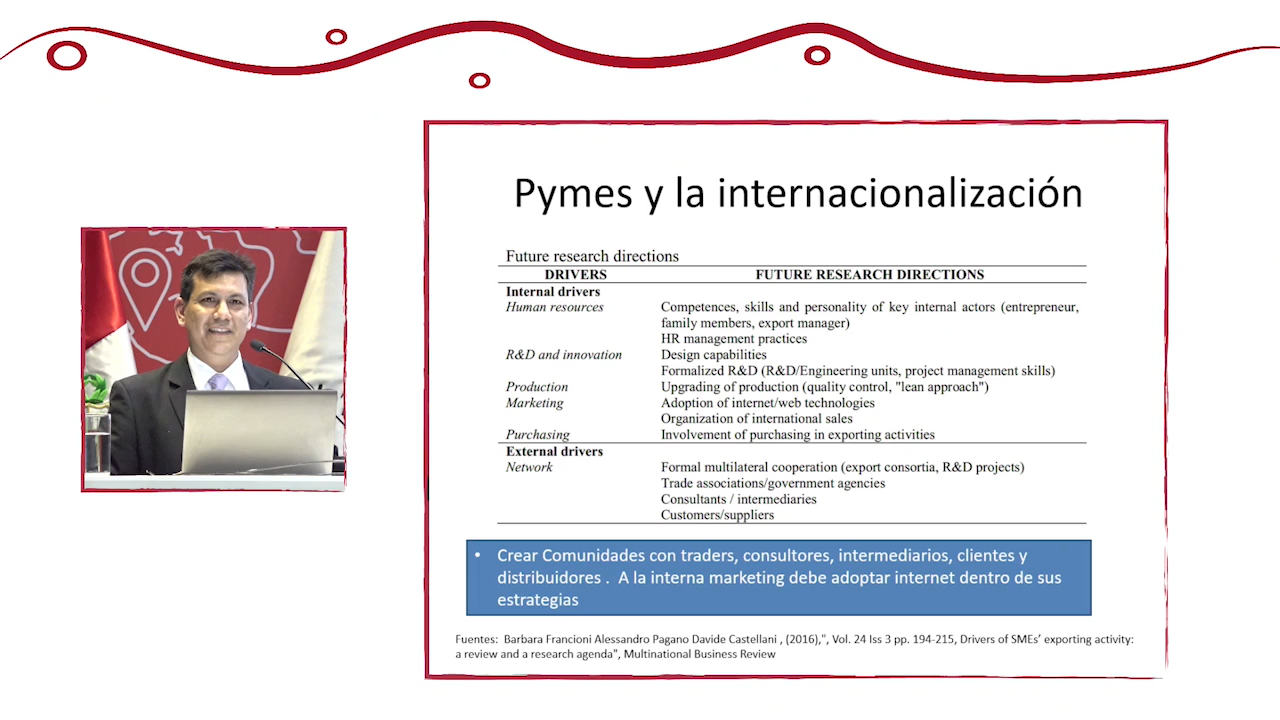 Pymes y la internacionalización
Future research directions
DRIVERS FUTURE RESEARCH DIRECTIONS
Internal drivers
Human resources Competences, skills and personality of key internal actors (entrepreneur,
family members, export manager)
HR management practices
R&D and innovation Design capabilities
Formalized R&D (R&D/Engineering units, project management skills)
Production Upgrading of production (quality control, "lean approach")
Marketing Adoption of internet/web technologies
Organization of international sales
Purchasing Involvement of purchasing in exporting activities
External drivers
Network Formal multilateral cooperation (export consortia, R&D projects)
Trade associations/government agencies
Consultants / intermediaries
Customers/suppliers
• Crear Comunidades con traders, consultores, intermediarios, clientes y
distribuidores . A la interna marketing debe adoptar internet dentro de sus
estrategias
Fuentes: Barbara Francioni Alessandro Pagano Davide Castellani , (2016),", Vol. 24 Iss 3 pp. 194-215, Drivers of SMEs’ exporting activity:
a review and a research agenda", Multinational Business Review